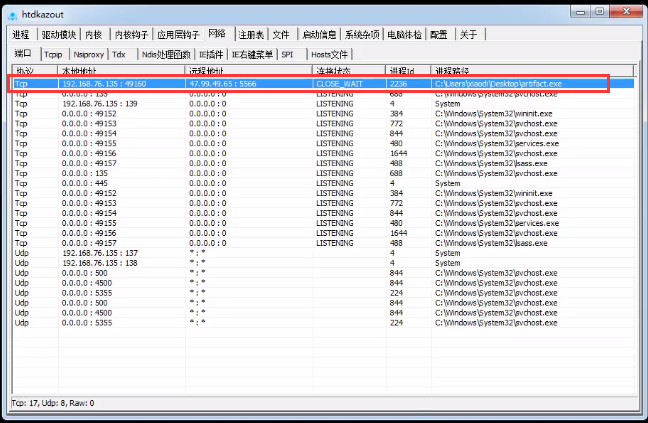 htdkazout
进程 驱动模块 内核 内核钩子 应用层钩子 网络 注册表 文件 启动信息 系统杂项 电脑体检 配置 关于
端口 Tcpip Nsiproxy Tdx Ndis处理函数 IE插件 IE右键菜单 SPI Hosts文件
协议 本地地址 远程地址 连接状态 进程Id 进程路径
Tcp 192.168.76.135 : 49160 47.99.49.65 : 5566 CLOSE_WAIT 2236 C:\Users\xiaodi\Desktop\artifact.exe
Tcp 0.0.0.0 : 135 0.0.0.0 : 0 LISTENING 688 C:\Windows\System32\svchost.exe
Tcp 192.168.76.135 : 139 0.0.0.0 : 0 LISTENING 4 System
Tcp 0.0.0.0 : 49152 0.0.0.0 : 0 LISTENING 384 C:\Windows\System32\wininit.exe
Tcp 0.0.0.0 : 49153 0.0.0.0 : 0 LISTENING 772 C:\Windows\System32\svchost.exe
Tcp 0.0.0.0 : 49154 0.0.0.0 : 0 LISTENING 844 C:\Windows\System32\svchost.exe
Tcp 0.0.0.0 : 49155 0.0.0.0 : 0 LISTENING 480 C:\Windows\System32\services.exe
Tcp 0.0.0.0 : 49156 0.0.0.0 : 0 LISTENING 1644 C:\Windows\System32\svchost.exe
Tcp 0.0.0.0 : 49157 0.0.0.0 : 0 LISTENING 488 C:\Windows\System32\lsass.exe
Tcp 0.0.0.0 : 135 0.0.0.0 : 0 LISTENING 688 C:\Windows\System32\svchost.exe
Tcp 0.0.0.0 : 445 0.0.0.0 : 0 LISTENING 4 System
Tcp 0.0.0.0 : 49152 0.0.0.0 : 0 LISTENING 384 C:\Windows\System32\wininit.exe
Tcp 0.0.0.0 : 49153 0.0.0.0 : 0 LISTENING 772 C:\Windows\System32\svchost.exe
Tcp 0.0.0.0 : 49154 0.0.0.0 : 0 LISTENING 844 C:\Windows\System32\svchost.exe
Tcp 0.0.0.0 : 49155 0.0.0.0 : 0 LISTENING 480 C:\Windows\System32\services.exe
Tcp 0.0.0.0 : 49156 0.0.0.0 : 0 LISTENING 1644 C:\Windows\System32\svchost.exe
Tcp 0.0.0.0 : 49157 0.0.0.0 : 0 LISTENING 488 C:\Windows\System32\lsass.exe
Udp 192.168.76.135 : 137 * : * 4 System
Udp 192.168.76.135 : 138 * : * 4 System
Udp 0.0.0.0 : 500 * : * 844 C:\Windows\System32\svchost.exe
Udp 0.0.0.0 : 4500 * : * 844 C:\Windows\System32\svchost.exe
Udp 0.0.0.0 : 5355 * : * 224 C:\Windows\System32\svchost.exe
Udp 0.0.0.0 : 500 * : * 844 C:\Windows\System32\svchost.exe
Udp 0.0.0.0 : 4500 * : * 844 C:\Windows\System32\svchost.exe
Udp 0.0.0.0 : 5355 * : * 224 C:\Windows\System32\svchost.exe
Tcp: 17, Udp: 8, Raw: 0